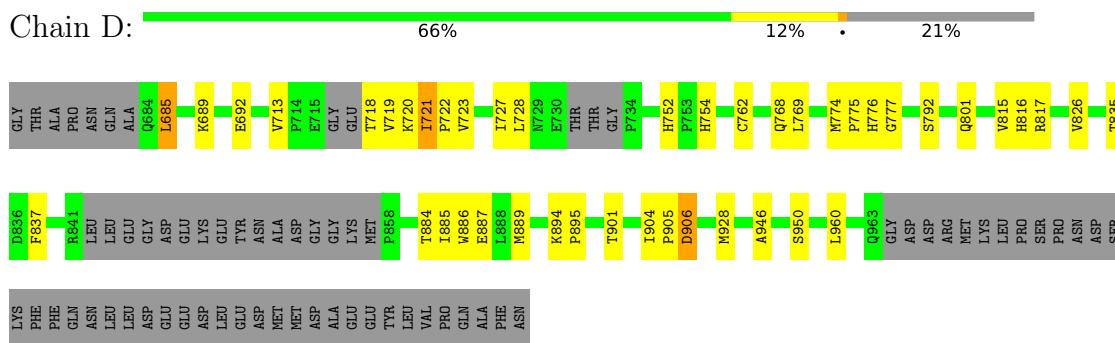 Chain D:
66% 12% • 21%
GLY THR ALA PRO ASN GLN ALA Q684 L685 K689 E692 V713 P714 E715 GLY GLU T718 V719 K720 I721 P722 V723 I727 L728 N729 E730 THR THR GLY P734 H752 P753 H754 C762 Q768 L769 M774 P775 H776 G777 S792 Q801 V815 H816 R817 V826 T835
D836 F837 R841 LEU LEU GLU GLY ASP GLU LYS GLU TYR ASN ALA ASP GLY GLY LYS MET P858 T884 I885 W886 E887 L888 M889 K894 P895 T901 I904 P905 D906 M928 A946 S950 L960 Q963 GLY ASP ASP ARG MET LYS LEU PRO SER PRO ASN ASP SER
LYS PHE PHE GLN ASN LEU LEU ASP GLU GLU ASP LEU GLU ASP MET MET ASP ALA GLU GLU TYR LEU VAL PRO GLN ALA PHE ASN